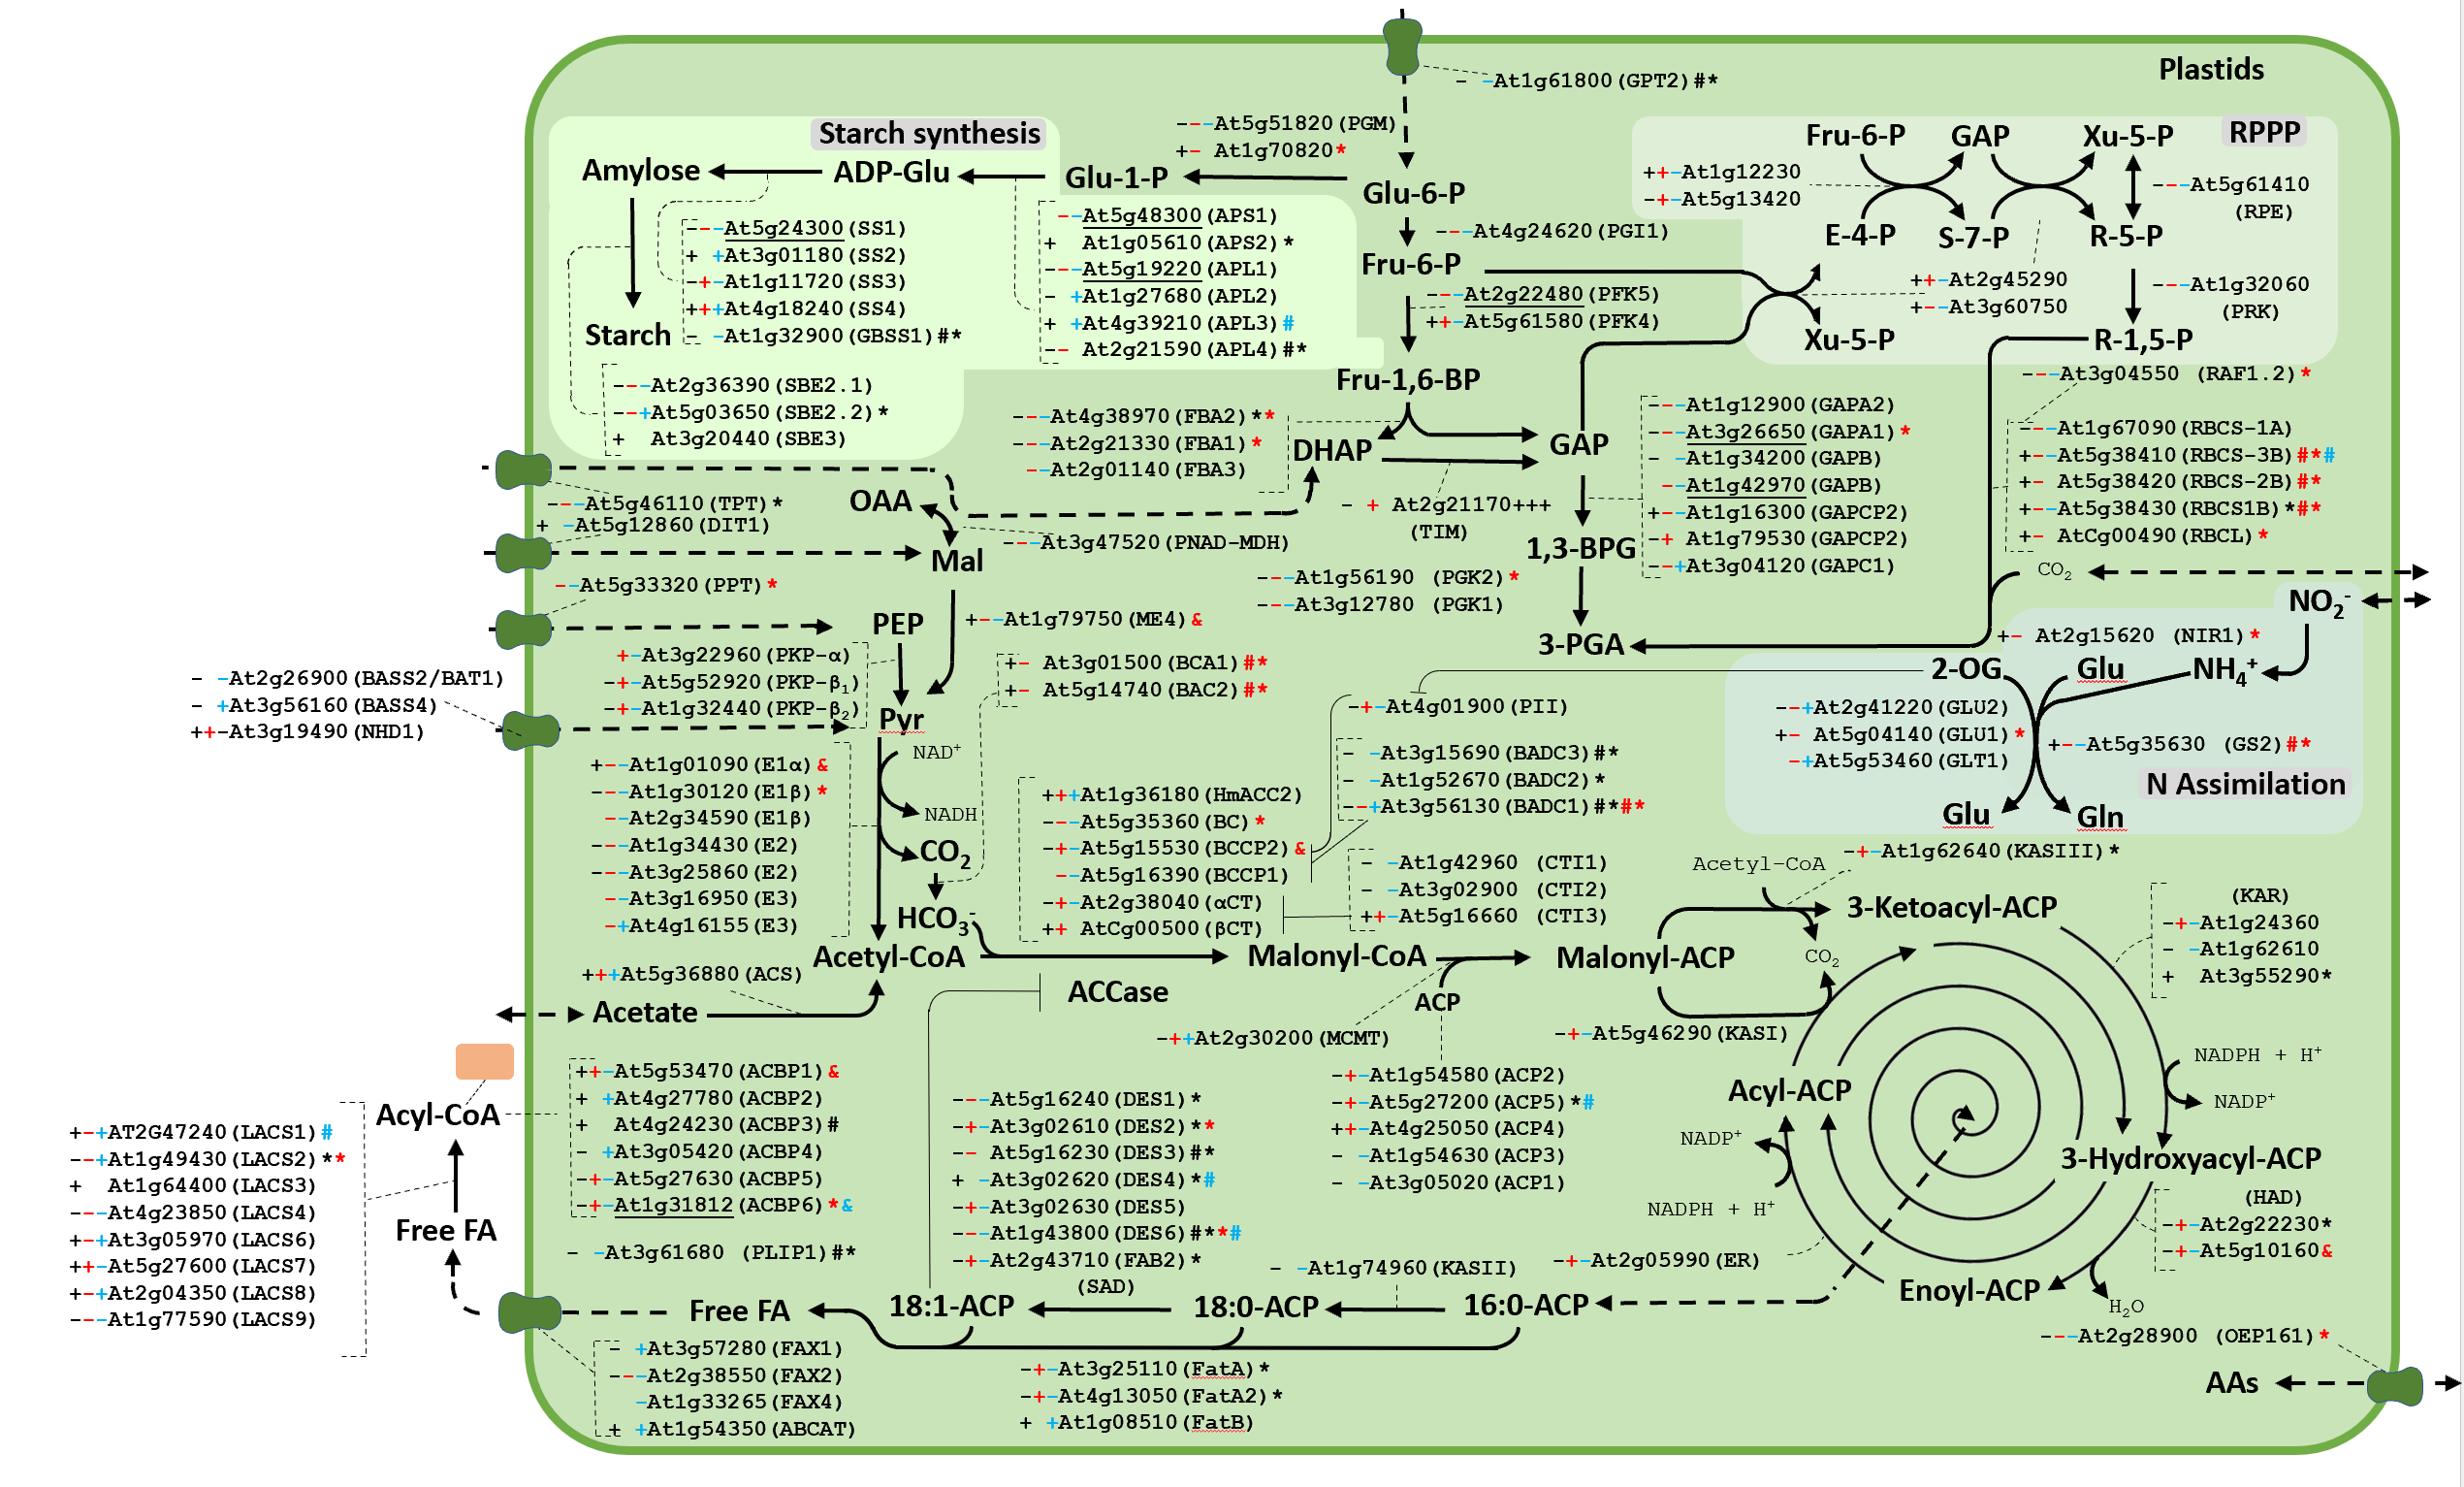 Plastids
- -At1g61800(GPT2)#*
Starch synthesis
---At5g51820(PGM)
+- At1g70820*
Amylose
ADP-Glu
Glu-1-P
Glu-6-P
---At5g24300(SS1)
+ +At3g01180(SS2)
-+-At1g11720(SS3)
+++At4g18240(SS4)
- -At1g32900(GBSS1)#*
Starch
--At5g48300(APS1)
+  At1g05610(APS2)*
---At5g19220(APL1)
- +At1g27680(APL2)
+ +At4g39210(APL3)#
-- At2g21590(APL4)#*
---At2g36390(SBE2.1)
--+At5g03650(SBE2.2)*
+  At3g20440(SBE3)
---At4g24620(PGI1)
Fru-6-P
---At2g22480(PFK5)
++-At5g61580(PFK4)
Fru-1,6-BP
RPPP
Fru-6-P
GAP
Xu-5-P
++-At1g12230
-+-At5g13420
---At5g61410
(RPE)
E-4-P
S-7-P
R-5-P
++-At2g45290
+--At3g60750
---At1g32060
(PRK)
Xu-5-P
R-1,5-P
---At3g04550 (RAF1.2)*
---At1g67090(RBCS-1A)
+--At5g38410(RBCS-3B)#*#
+- At5g38420(RBCS-2B)#*
+--At5g38430(RBCS1B)*#*
+- AtCg00490(RBCL)*
CO2
---At4g38970(FBA2)**
---At2g21330(FBA1)*
--At2g01140(FBA3)
DHAP
GAP
---At1g12900(GAPA2)
---At3g26650(GAPA1)*
- -At1g34200(GAPB)
--At1g42970(GAPB)
+--At1g16300(GAPCP2)
-+ At1g79530(GAPCP2)
--+At3g04120(GAPC1)
- + At2g21170+++
(TIM)
1,3-BPG
---At1g56190 (PGK2)*
---At3g12780 (PGK1)
3-PGA
---At5g46110(TPT)*
+ -At5g12860(DIT1)
OAA
---At3g47520(PNAD-MDH)
Mal
--At5g33320(PPT)*
PEP
+--At1g79750(ME4)&
+-At3g22960(PKP-α)
-+-At5g52920(PKP-β1)
-+-At1g32440(PKP-β2)
+- At3g01500(BCA1)#*
+- At5g14740(BAC2)#*
Pyr
- -At2g26900(BASS2/BAT1)
- +At3g56160(BASS4)
++-At3g19490(NHD1)
NO2-
+- At2g15620 (NIR1)*
2-OG
Glu
NH4+
--+At2g41220(GLU2)
+- At5g04140(GLU1)*
-+At5g53460(GLT1)
+--At5g35630 (GS2)#*
N Assimilation
Glu
Gln
-+-At4g01900(PII)
- -At3g15690(BADC3)#*
- -At1g52670(BADC2)*
--+At3g56130(BADC1)#*#*
NAD+
NADH
CO2
HCO3-
+--At1g01090(E1α)&
---At1g30120(E1β)*
--At2g34590(E1β)
---At1g34430(E2)
---At3g25860(E2)
--At3g16950(E3)
-+At4g16155(E3)
+++At1g36180(HmACC2)
---At5g35360(BC)*
-+-At5g15530(BCCP2)&
--At5g16390(BCCP1)
-+-At2g38040(αCT)
++ AtCg00500(βCT)
- -At1g42960 (CTI1)
- -At3g02900 (CTI2)
++-At5g16660 (CTI3)
Acetyl-CoA
Malonyl-CoA
Malonyl-ACP
+++At5g36880(ACS)
Acetate
ACCase
ACP
-++At2g30200(MCMT)
Acetyl-CoA
-+-At1g62640(KASIII)*
3-Ketoacyl-ACP
CO2
-+-At5g46290(KASI)
(KAR)
-+-At1g24360
- -At1g62610
+  At3g55290*
NADPH + H+
NADP+
Acyl-ACP
NADP+
NADPH + H+
3-Hydroxyacyl-ACP
(HAD)
-+-At2g22230*
-+-At5g10160&
-+-At2g05990(ER)
Enoyl-ACP
H2O
---At2g28900 (OEP161)*
AAs
Acyl-CoA
++-At5g53470(ACBP1)&
+ +At4g27780(ACBP2)
+  At4g24230(ACBP3)#
- +At3g05420(ACBP4)
-+-At5g27630(ACBP5)
-+-At1g31812(ACBP6)*&
- -At3g61680 (PLIP1)#*
+-+AT2G47240(LACS1)#
--+At1g49430(LACS2)**
+  At1g64400(LACS3)
---At4g23850(LACS4)
+-+At3g05970(LACS6)
++-At5g27600(LACS7)
+-+At2g04350(LACS8)
---At1g77590(LACS9)
Free FA
---At5g16240(DES1)*
-+-At3g02610(DES2)**
-- At5g16230(DES3)#*
+ -At3g02620(DES4)*#
-+-At3g02630(DES5)
---At1g43800(DES6)#**#
-+-At2g43710(FAB2)*
(SAD)
-+-At1g54580(ACP2)
-+-At5g27200(ACP5)*#
++-At4g25050(ACP4)
- -At1g54630(ACP3)
- -At3g05020(ACP1)
- -At1g74960(KASII)
Free FA
18:1-ACP
18:0-ACP
16:0-ACP
- +At3g57280(FAX1)
---At2g38550(FAX2)
-At1g33265(FAX4)
+ +At1g54350(ABCAT)
-+-At3g25110(FatA)*
-+-At4g13050(FatA2)*
+ +At1g08510(FatB)